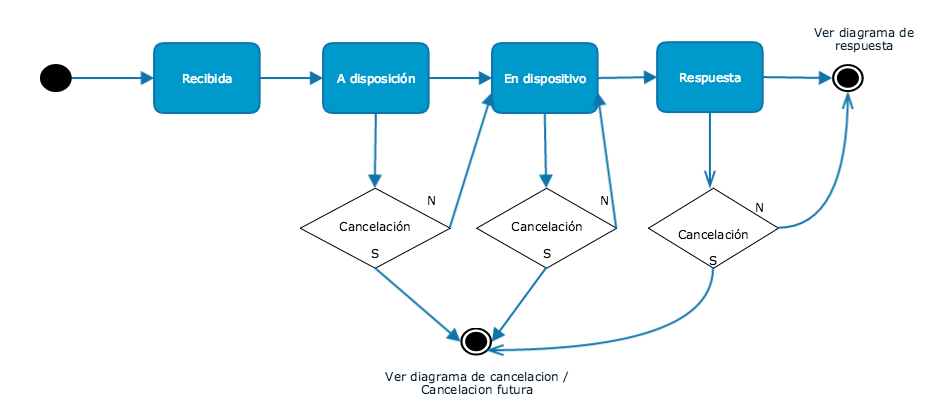 Ver diagrama de
respuesta
Recibida
A disposición
En dispositivo
Respuesta
N
Cancelación
S
N
Cancelación
S
N
Cancelación
S
Ver diagrama de cancelacion /
Cancelacion futura